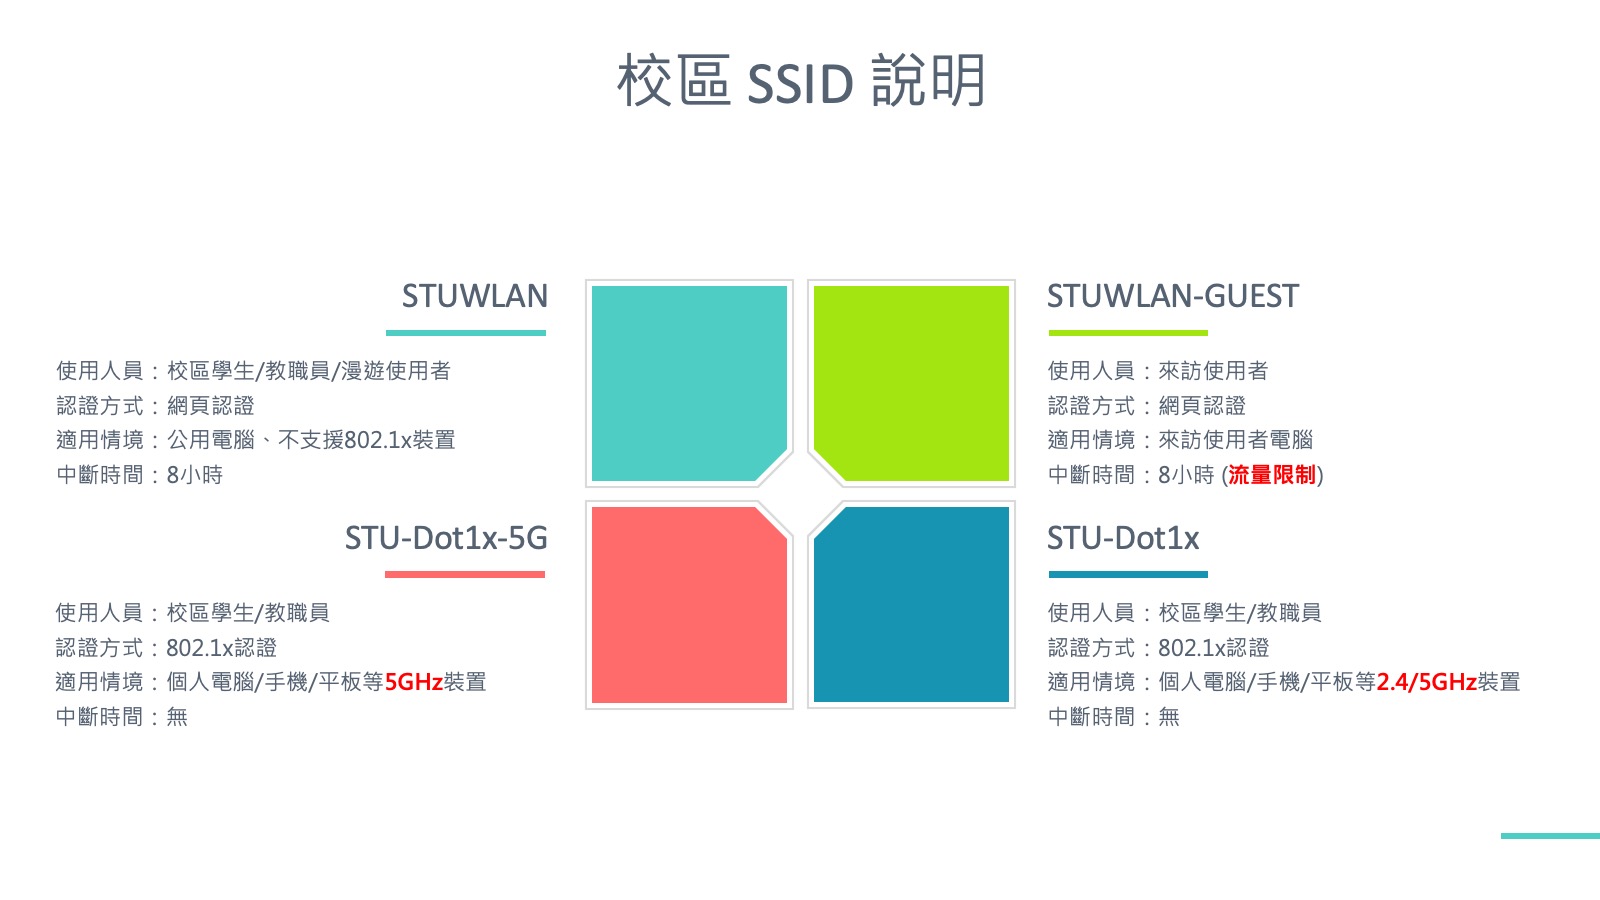 校區 SSID 說明
STUWLAN
使用人員：校區學生/教職員/漫遊使用者
認證方式：網頁認證
適用情境：公用電腦、不支援802.1x裝置
中斷時間：8小時
STUWLAN-GUEST
使用人員：來訪使用者
認證方式：網頁認證
適用情境：來訪使用者電腦
中斷時間：8小時 (流量限制)
STU-Dot1x-5G
使用人員：校區學生/教職員
認證方式：802.1x認證
適用情境：個人電腦/手機/平板等5GHz裝置
中斷時間：無
STU-Dot1x
使用人員：校區學生/教職員
認證方式：802.1x認證
適用情境：個人電腦/手機/平板等2.4/5GHz裝置
中斷時間：無